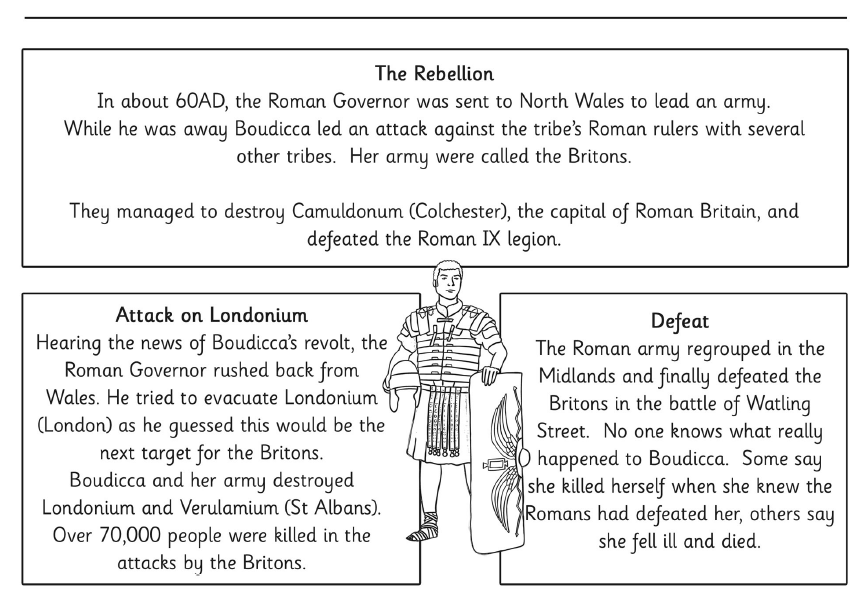 The Rebellion
In about 60AD, the Roman Governor was sent to North Wales to lead an army.
While he was away Boudicca led an attack against the tribe's Roman rulers with several
other tribes.  Her army were called the Britons.
They managed to destroy Camuldonum (Colchester), the capital of Roman Britain, and
defeated the Roman IX legion.
Attack on Londonium
Hearing the news of Boudicca's revolt, the
Roman Governor rushed back from
Wales. He tried to evacuate Londonium
(London) as he guessed this would be the
next target for the Britons.
Boudicca and her army destroyed
Londonium and Verulamium (St Albans).
Over 70,000 people were killed in the
attacks by the Britons.
Defeat
The Roman army regrouped in the
Midlands and finally defeated the
Britons in the battle of Watling
Street.  No one knows what really
happened to Boudicca.  Some say
she killed herself when she knew the
Romans had defeated her, others say
she fell ill and died.